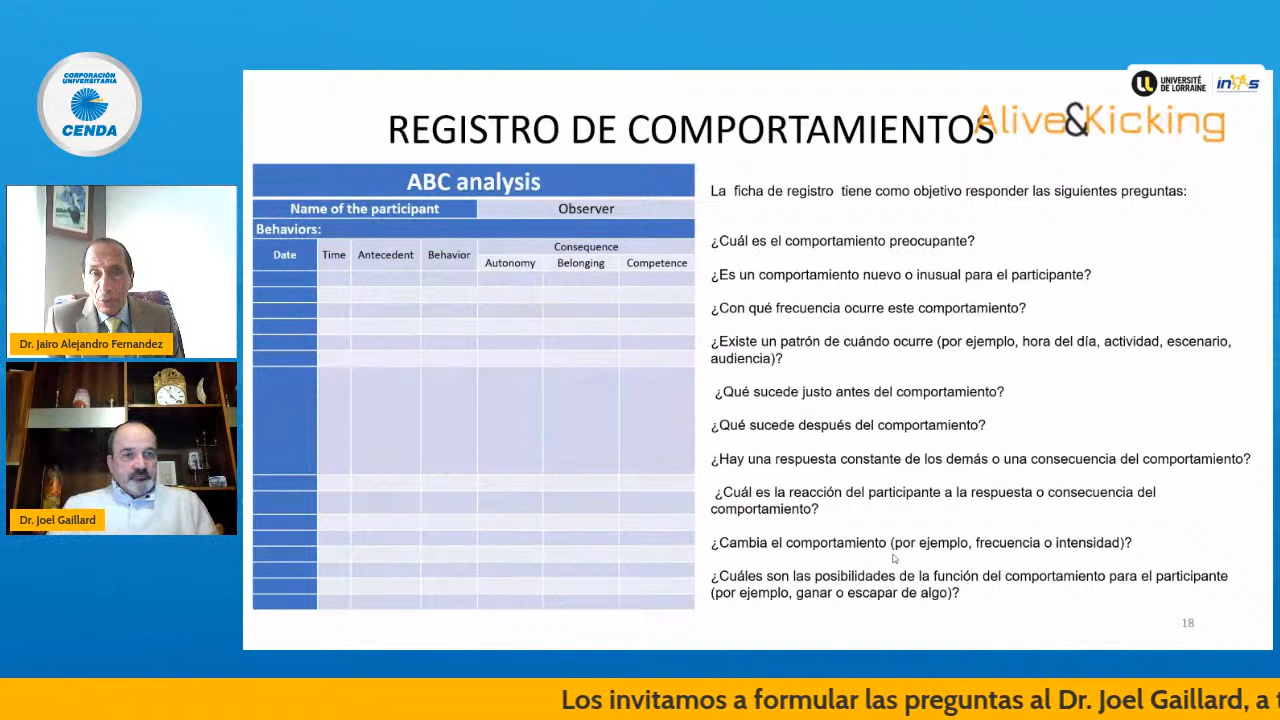 CORPORACIÓN
UNIVERSITARIA
CENDA
UNIVERSITÉ
DE LORRAINE
REGISTRO DE COMPORTAMIENTOS
Alive&Kicking
ABC analysis
Name of the participant Observer
Behaviors:
Date Time Antecedent Behavior Consequence
Autonomy Belonging Competence
La ficha de registro tiene como objetivo responder las siguientes preguntas:
¿Cuál es el comportamiento preocupante?
¿Es un comportamiento nuevo o inusual para el participante?
¿Con qué frecuencia ocurre este comportamiento?
¿Existe un patrón de cuándo ocurre (por ejemplo, hora del día, actividad, escenario,
audiencia)?
¿Qué sucede justo antes del comportamiento?
¿Qué sucede después del comportamiento?
¿Hay una respuesta constante de los demás o una consecuencia del comportamiento?
¿Cuál es la reacción del participante a la respuesta o consecuencia del
comportamiento?
¿Cambia el comportamiento (por ejemplo, frecuencia o intensidad)?
¿Cuáles son las posibilidades de la función del comportamiento para el participante
(por ejemplo, ganar o escapar de algo)?
18
Dr. Jairo Alejandro Fernandez
Dr. Joel Gaillard
Los invitamos a formular las preguntas al Dr. Joel Gaillard, a